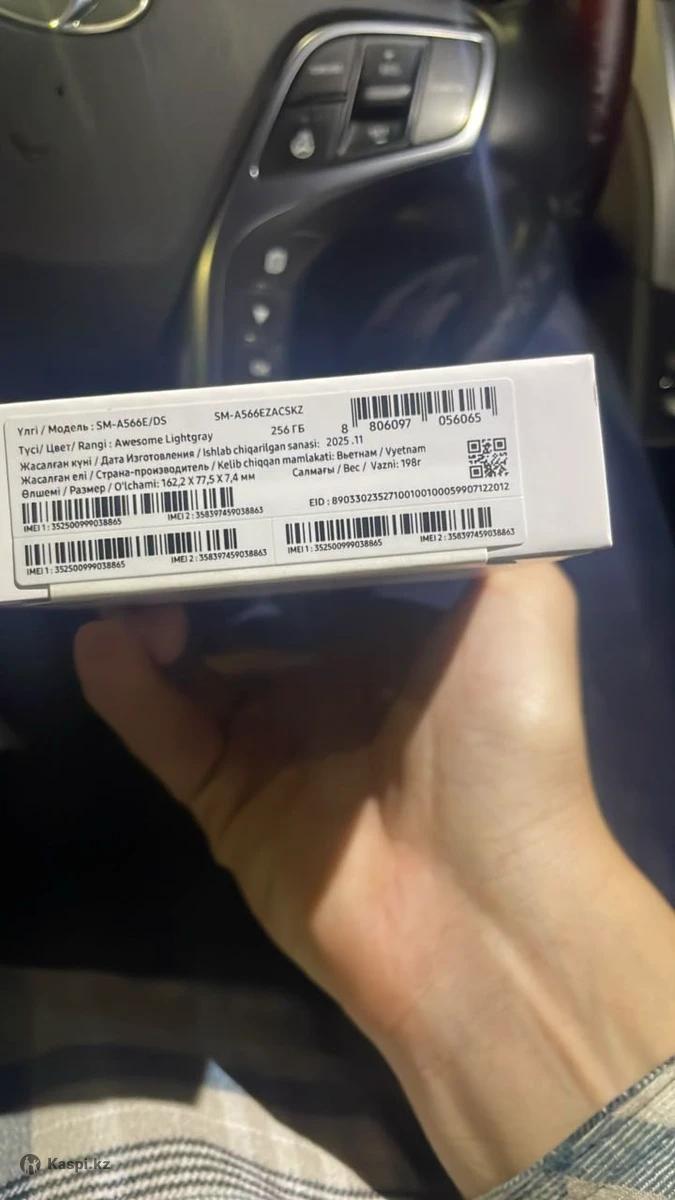 Үлгі / Модель : SM-A566E/DS SM-A566EZACSKZ
Түсі/ Цвет/ Rangi : Awesome Lightgray 256 ГБ 8 806097 056065
Жасалған күні / Дата Изготовления / Ishlab chiqarilgan sanasi: 2025 .11
Жасалған елі / Страна-производитель / Kelib chiqqan mamlakati: Вьетнам / Vyetnam
Өлшемі / Размер / O'lchami: 162,2 X 77,5 X 7,4 мм Салмағы / Вес / Vazni: 198г
EID : 89033023527100100100059907122012
IMEI 1 : 352500999038865 IMEI 2 : 358397459038863
IMEI 1 : 352500999038865 IMEI 2 : 358397459038863
IMEI 1 : 352500999038865 IMEI 2 : 358397459038863
Kaspi.kz